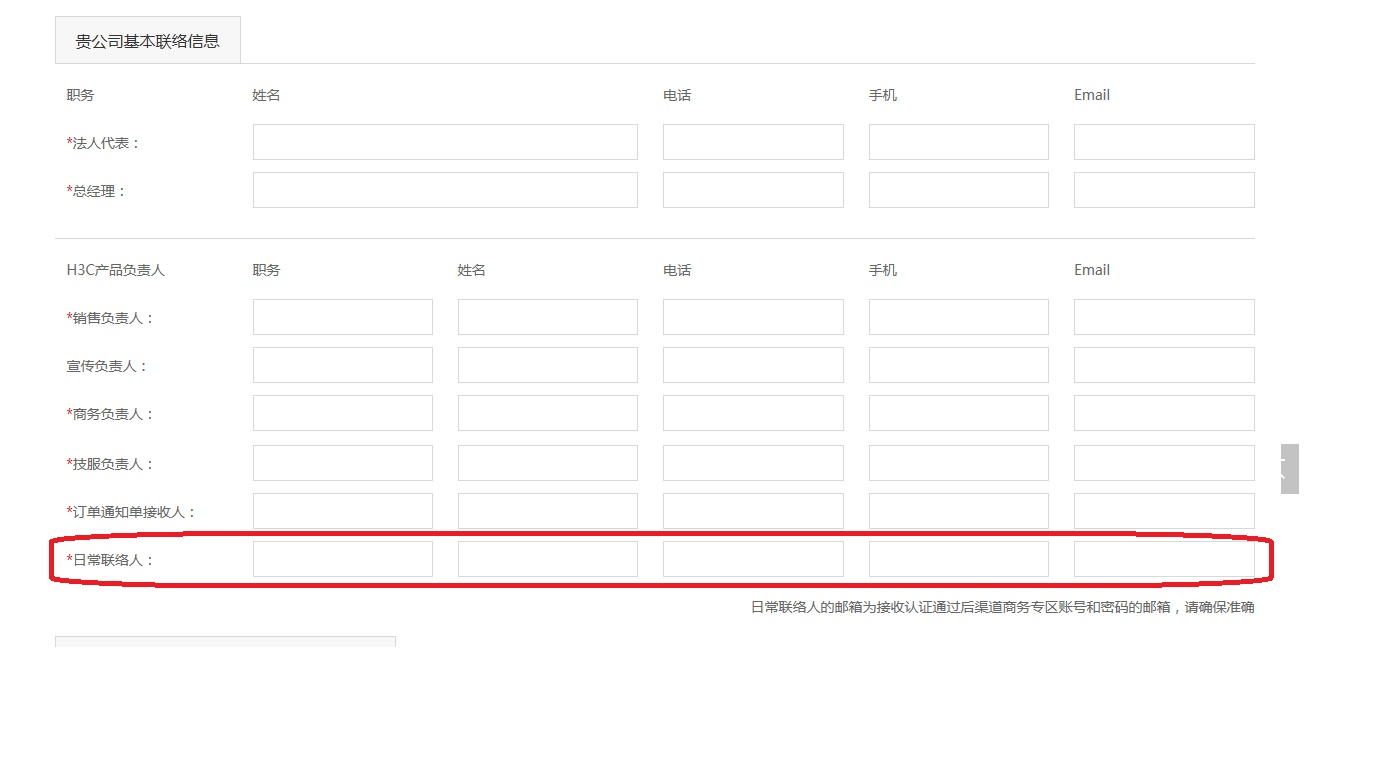 贵公司基本联络信息
职务 姓名 电话 手机 Email
*法人代表：
*总经理：
H3C产品负责人 职务 姓名 电话 手机 Email
*销售负责人：
宣传负责人：
*商务负责人：
*技服负责人：
*订单通知单接收人：
*日常联络人：
日常联络人的邮箱为接收认证通过后渠道商务专区账号和密码的邮箱，请确保准确